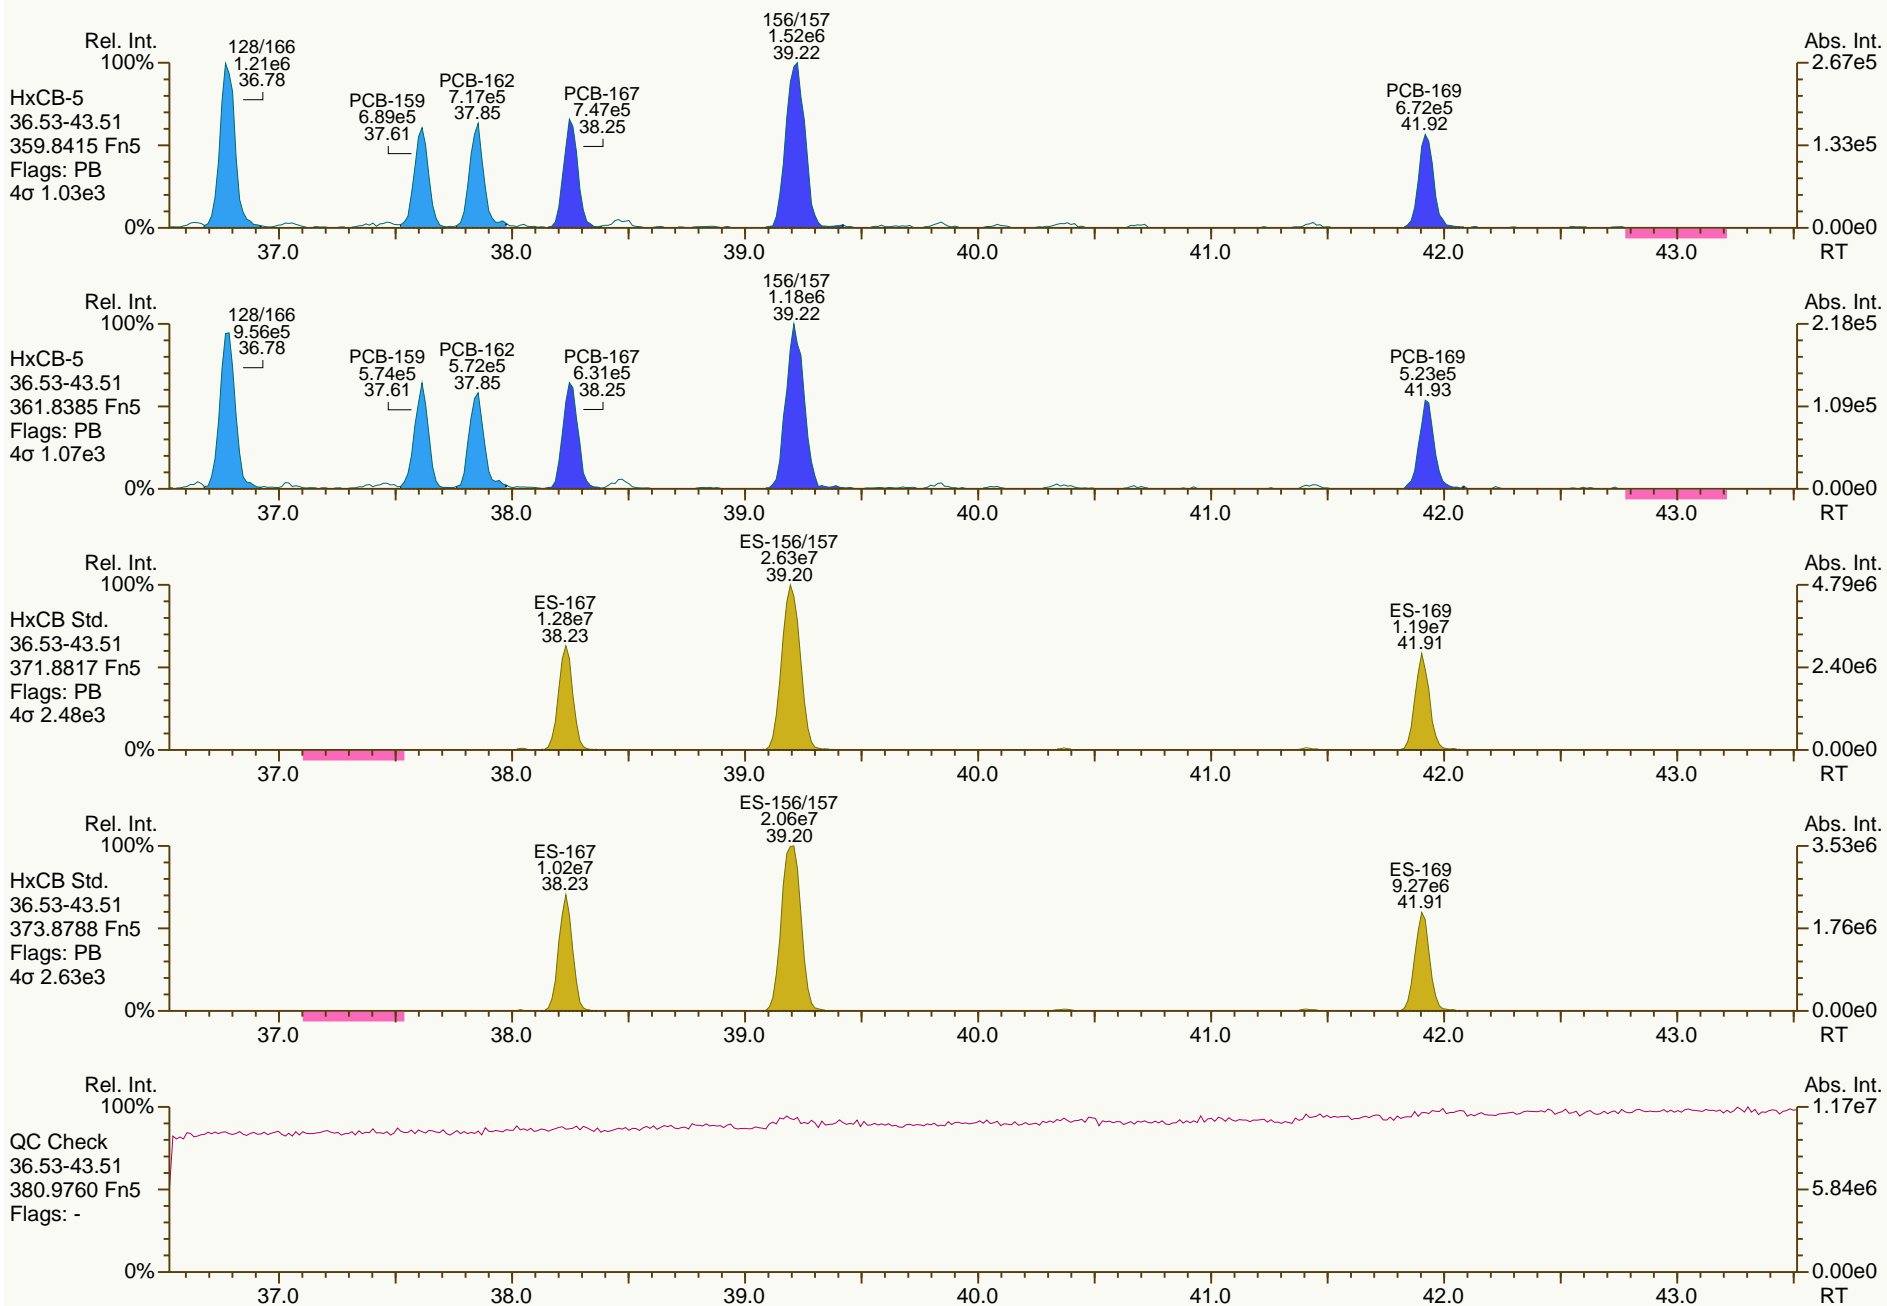 Rel. Int.
100%
0%
HxCB-5
36.53-43.51
359.8415 Fn5
Flags: PB
4σ 1.03e3
128/166
1.21e6
36.78
PCB-159
6.89e5
37.61
PCB-162
7.17e5
37.85
PCB-167
7.47e5
38.25
156/157
1.52e6
39.22
PCB-169
6.72e5
41.92
Abs. Int.
2.67e5
1.33e5
0.00e0
37.0 38.0 39.0 40.0 41.0 42.0 43.0 RT
Rel. Int.
100%
0%
HxCB-5
36.53-43.51
361.8385 Fn5
Flags: PB
4σ 1.07e3
128/166
9.56e5
36.78
PCB-159
5.74e5
37.61
PCB-162
5.72e5
37.85
PCB-167
6.31e5
38.25
156/157
1.18e6
39.22
PCB-169
5.23e5
41.93
Abs. Int.
2.18e5
1.09e5
0.00e0
37.0 38.0 39.0 40.0 41.0 42.0 43.0 RT
Rel. Int.
100%
0%
HxCB Std.
36.53-43.51
371.8817 Fn5
Flags: PB
4σ 2.48e3
ES-167
1.28e7
38.23
ES-156/157
2.63e7
39.20
ES-169
1.19e7
41.91
Abs. Int.
4.79e6
2.40e6
0.00e0
37.0 38.0 39.0 40.0 41.0 42.0 43.0 RT
Rel. Int.
100%
0%
HxCB Std.
36.53-43.51
373.8788 Fn5
Flags: PB
4σ 2.63e3
ES-167
1.02e7
38.23
ES-156/157
2.06e7
39.20
ES-169
9.27e6
41.91
Abs. Int.
3.53e6
1.76e6
0.00e0
37.0 38.0 39.0 40.0 41.0 42.0 43.0 RT
Rel. Int.
100%
0%
QC Check
36.53-43.51
380.9760 Fn5
Flags: -
Abs. Int.
1.17e7
5.84e6
0.00e0
37.0 38.0 39.0 40.0 41.0 42.0 43.0 RT